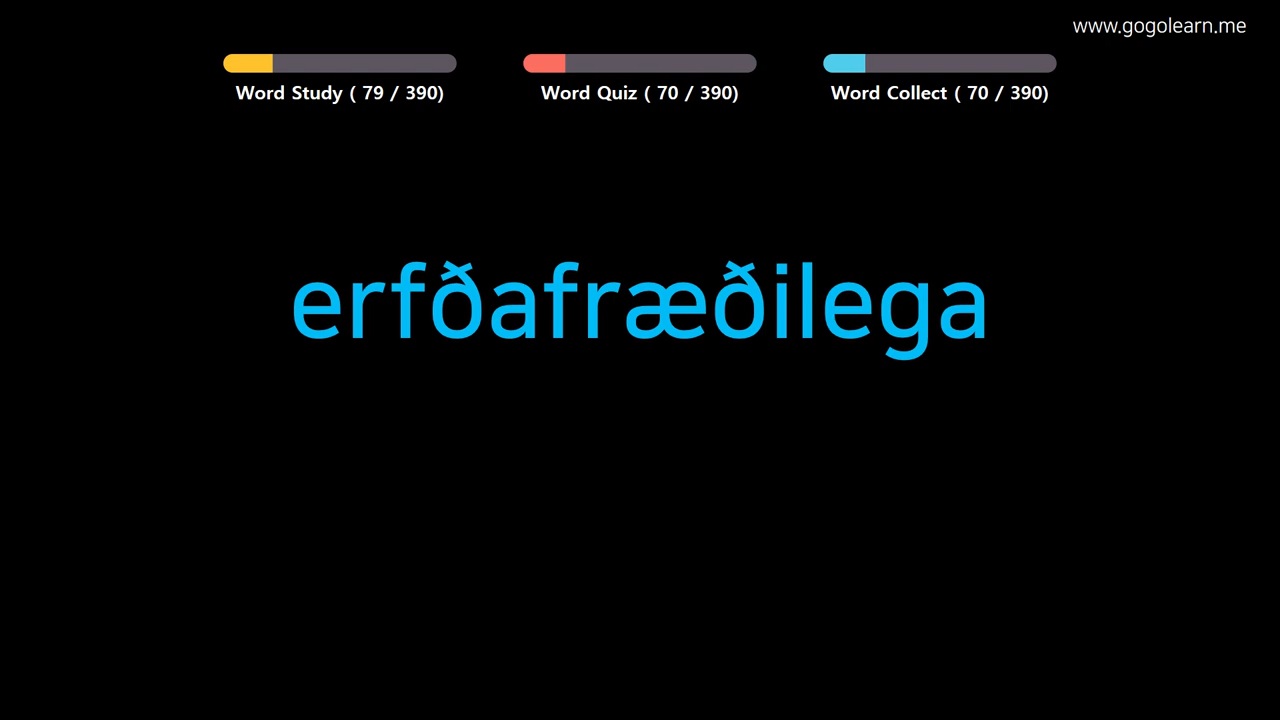 www.gogolearn.me
Word Study ( 79 / 390)
Word Quiz ( 70 / 390)
Word Collect ( 70 / 390)
erfðafræðilega